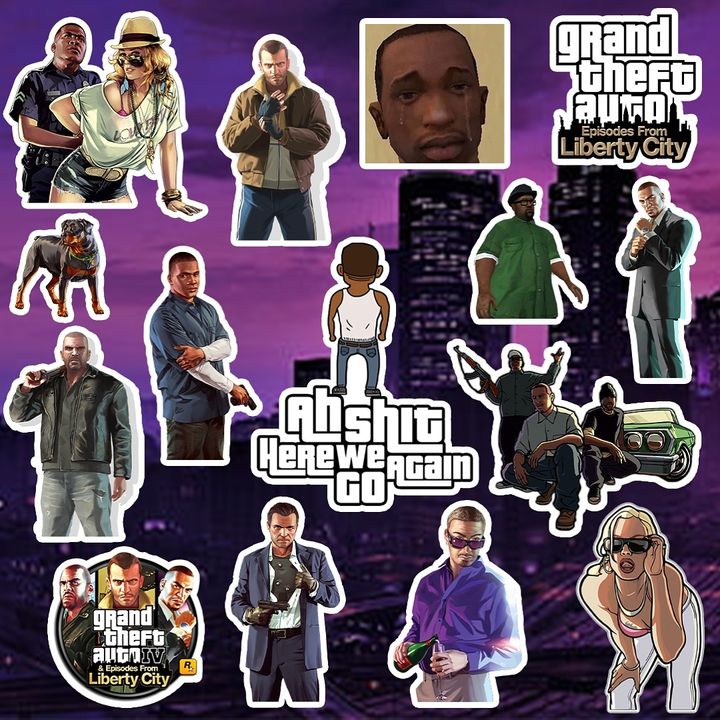 grand
theft
auto
Episodes From
Liberty City
Ah shit
Here we Again
Go
grand
theft
auto IV
& Episodes From
Liberty City
R